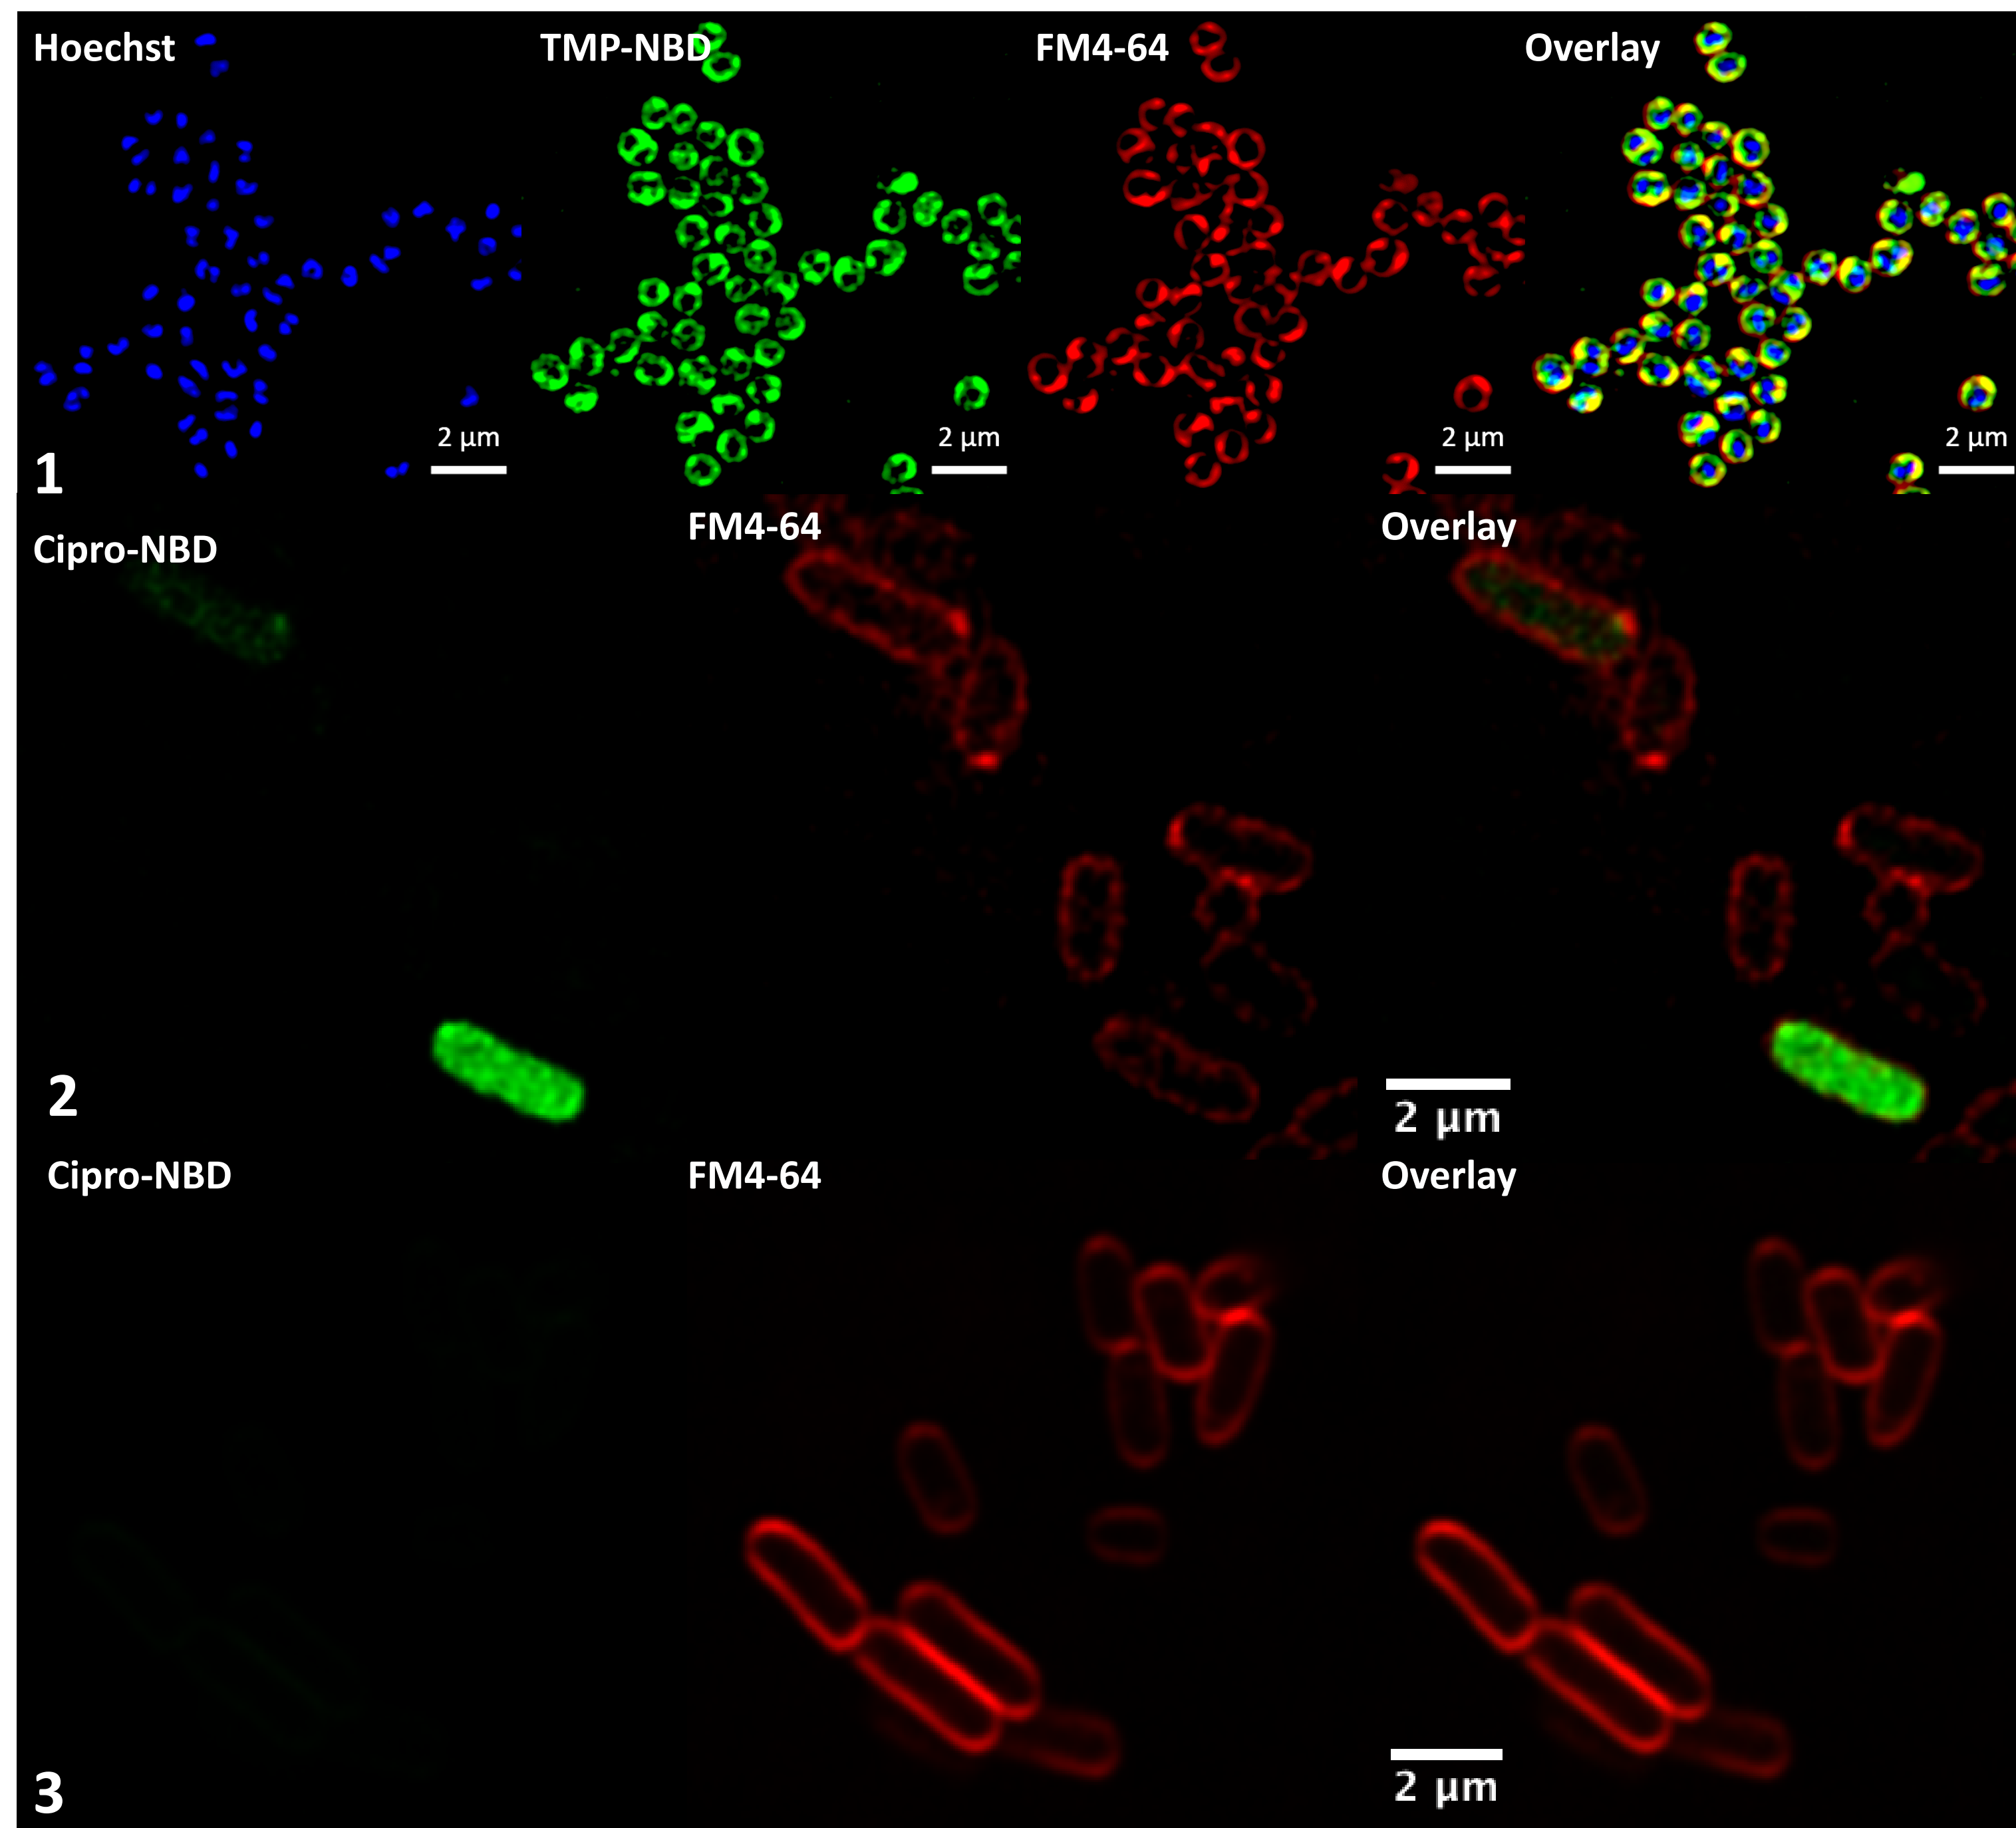 Hoechst TMP-NBD FM4-64 Overlay
2 μm 2 μm 2 μm 2 μm
1
Cipro-NBD FM4-64 Overlay
2 2 μm
Cipro-NBD FM4-64 Overlay
2 μm
3